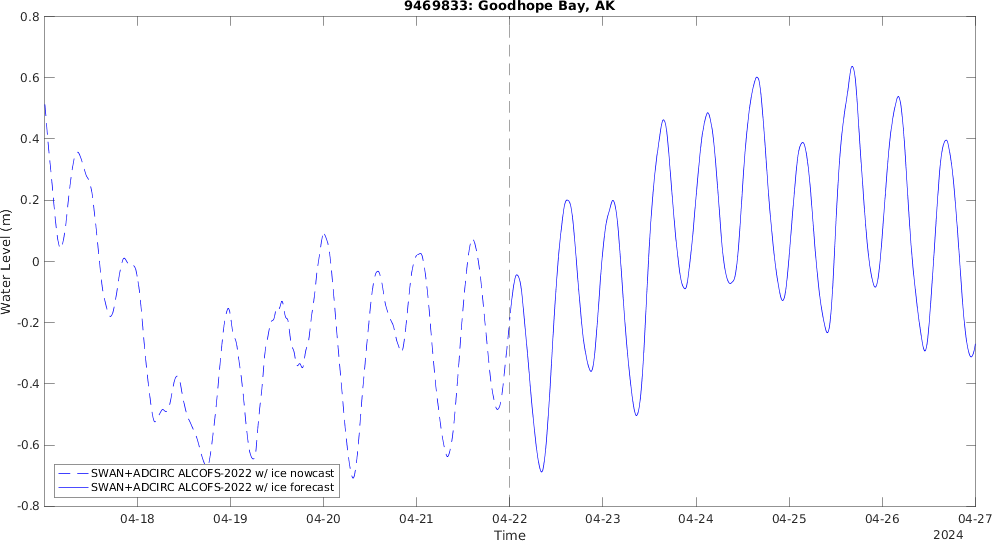 9469833: Goodhope Bay, AK
Water Level (m)
0.8
0.6
0.4
0.2
0
-0.2
-0.4
-0.6
-0.8
SWAN+ADCIRC ALCOFS-2022 w/ ice nowcast
SWAN+ADCIRC ALCOFS-2022 w/ ice forecast
04-18 04-19 04-20 04-21 04-22 04-23 04-24 04-25 04-26 04-27
Time
2024